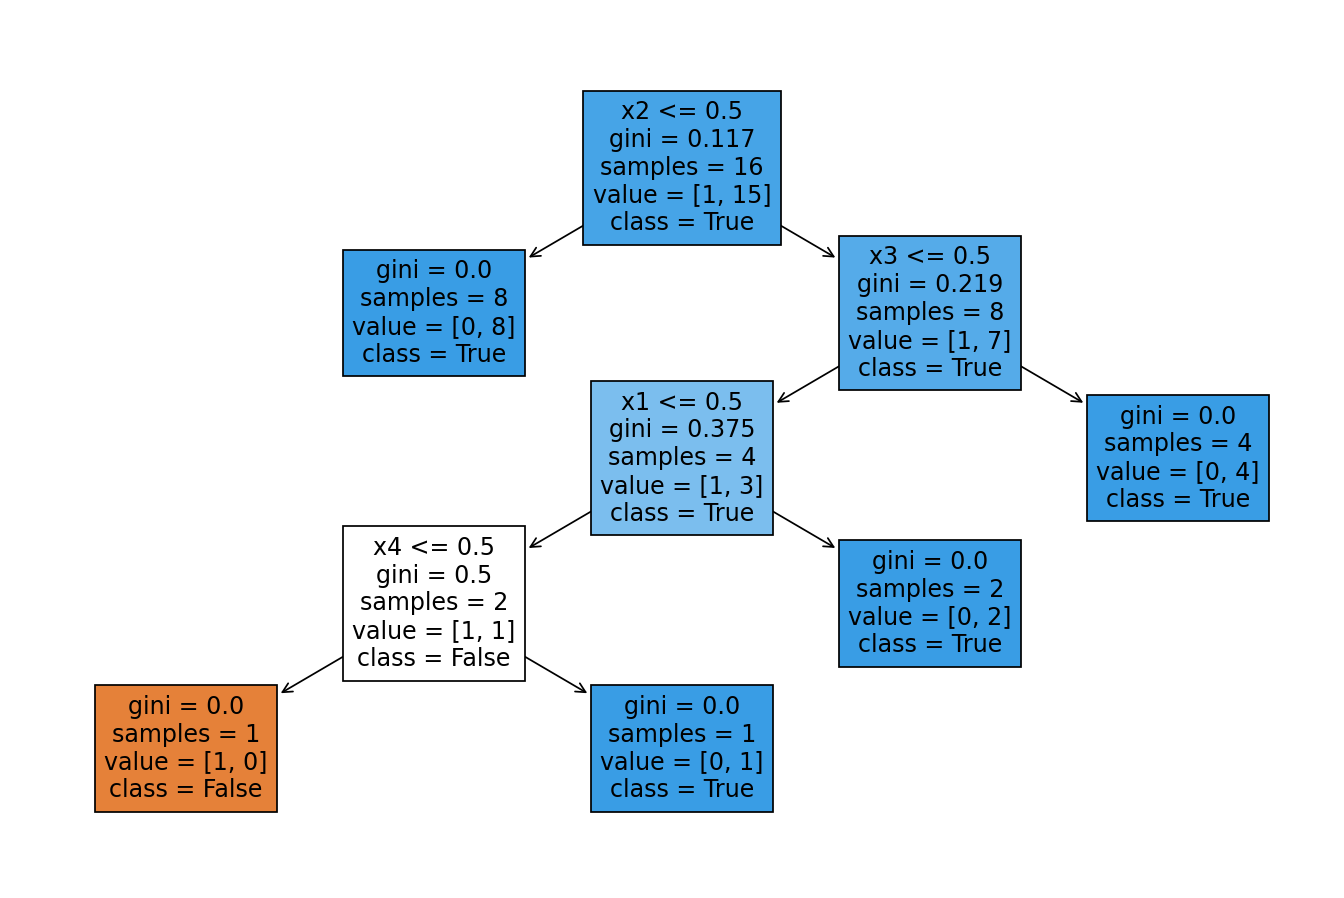 x2 <= 0.5
gini = 0.117
samples = 16
value = [1, 15]
class = True
gini = 0.0
samples = 8
value = [0, 8]
class = True
x3 <= 0.5
gini = 0.219
samples = 8
value = [1, 7]
class = True
x1 <= 0.5
gini = 0.375
samples = 4
value = [1, 3]
class = True
gini = 0.0
samples = 4
value = [0, 4]
class = True
x4 <= 0.5
gini = 0.5
samples = 2
value = [1, 1]
class = False
gini = 0.0
samples = 2
value = [0, 2]
class = True
gini = 0.0
samples = 1
value = [1, 0]
class = False
gini = 0.0
samples = 1
value = [0, 1]
class = True